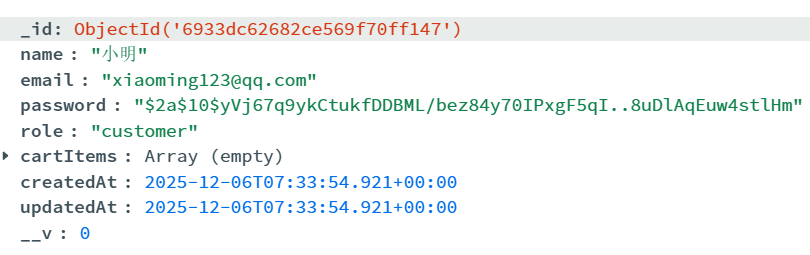 _id: ObjectId('6933dc62682ce569f70ff147')
name : "小明"
email : "xiaoming123@qq.com"
password : "$2a$10$yVj67q9ykCtukfDDBML/bez84y70IPxgF5qI..8uDlAqEuw4stlHm"
role : "customer"
cartItems : Array (empty)
createdAt : 2025-12-06T07:33:54.921+00:00
updatedAt : 2025-12-06T07:33:54.921+00:00
__v : 0